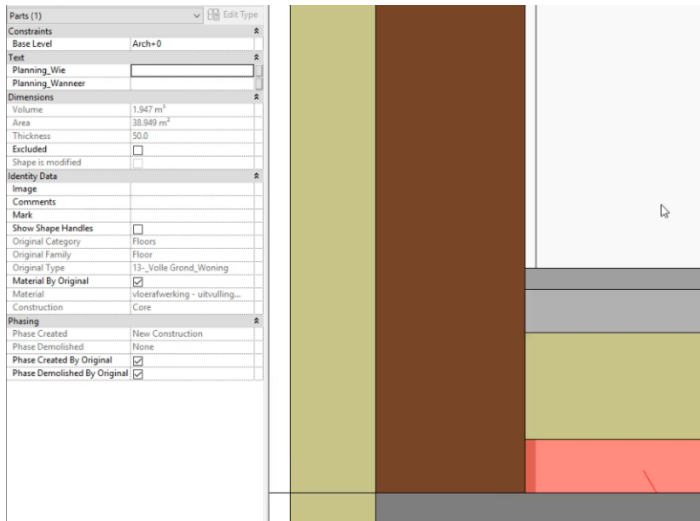 Parts (1) Edit Type
Constraints
Base Level Arch+0
Text
Planning_Wie
Planning_Wanneer
Dimensions
Volume 1.947 m³
Area 38.949 m²
Thickness 50.0
Excluded
Shape is modified
Identity Data
Image
Comments
Mark
Show Shape Handles
Original Category Floors
Original Family Floor
Original Type 13-_Volle Grond_Woning
Material By Original
Material vloerafwerking - uitvulling...
Construction Core
Phasing
Phase Created New Construction
Phase Demolished None
Phase Created By Original
Phase Demolished By Original